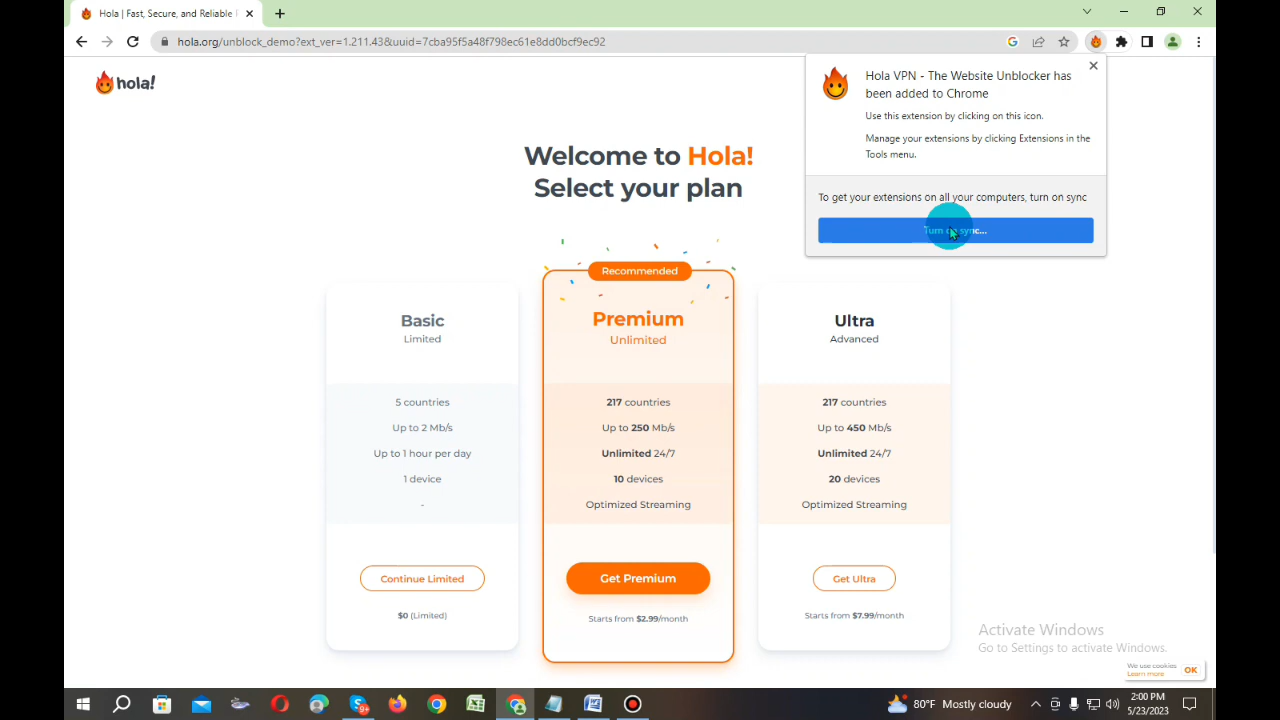 Hola | Fast, Secure, and Reliable
hola.org/unblock_demo?ext_ver=1.211.43&uuid=7cba95f5a48f798ec61e8dd0bcf9ec92
hola!
Hola VPN - The Website Unblocker has
been added to Chrome
Use this extension by clicking on this icon.
Manage your extensions by clicking Extensions in the
Tools menu.
To get your extensions on all your computers, turn on sync
Turn on sync...
Welcome to Hola!
Select your plan
Recommended
Basic
Limited
5 countries
Up to 2 Mb/s
Up to 1 hour per day
1 device
-
Continue Limited
$0 (Limited)
Premium
Unlimited
217 countries
Up to 250 Mb/s
Unlimited 24/7
10 devices
Optimized Streaming
Get Premium
Starts from $2.99/month
Ultra
Advanced
217 countries
Up to 450 Mb/s
Unlimited 24/7
20 devices
Optimized Streaming
Get Ultra
Starts from $7.99/month
Activate Windows
Go to Settings to activate Windows.
We use cookies
Learn more
OK
80°F Mostly cloudy
2:00 PM
5/23/2023